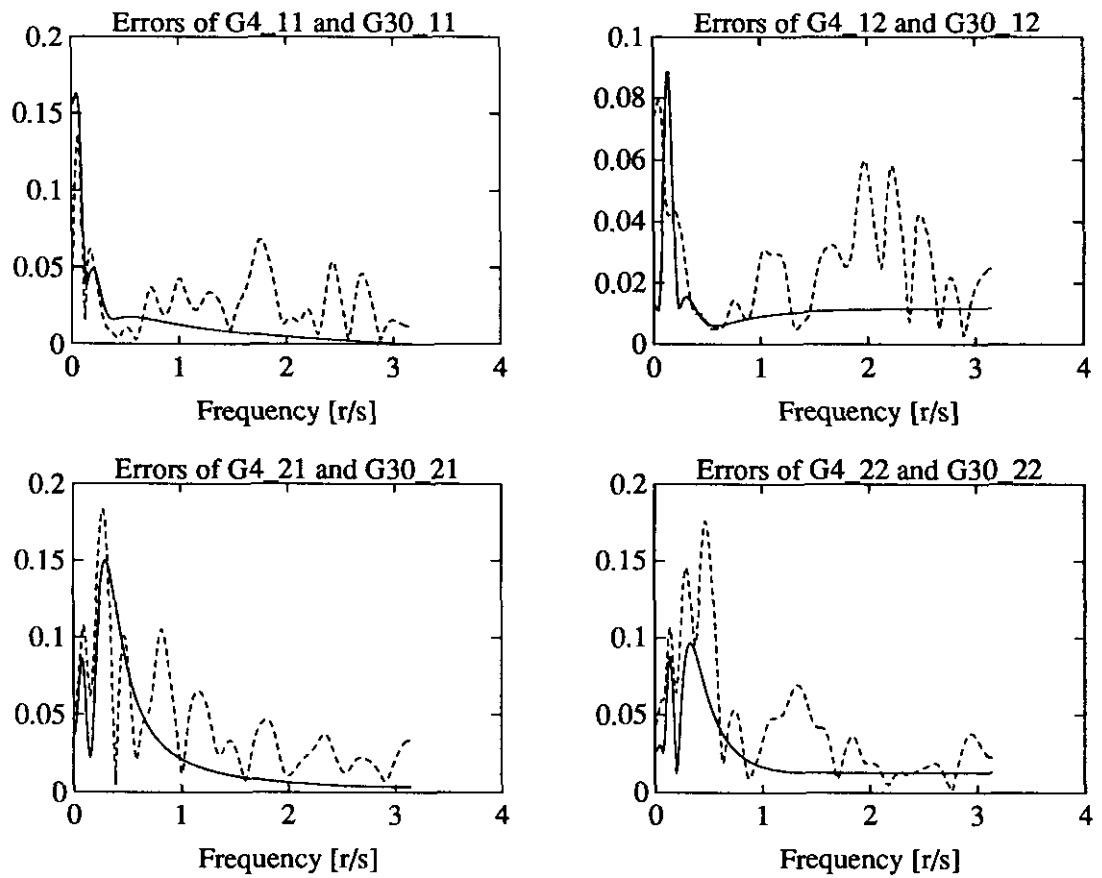 Errors of G4_11 and G30_11
0.2
0.15
0.1
0.05
0
0 1 2 3 4
Frequency [r/s]
Errors of G4_12 and G30_12
0.1
0.08
0.06
0.04
0.02
0
0 1 2 3 4
Frequency [r/s]
Errors of G4_21 and G30_21
0.2
0.15
0.1
0.05
0
0 1 2 3 4
Frequency [r/s]
Errors of G4_22 and G30_22
0.2
0.15
0.1
0.05
0
0 1 2 3 4
Frequency [r/s]